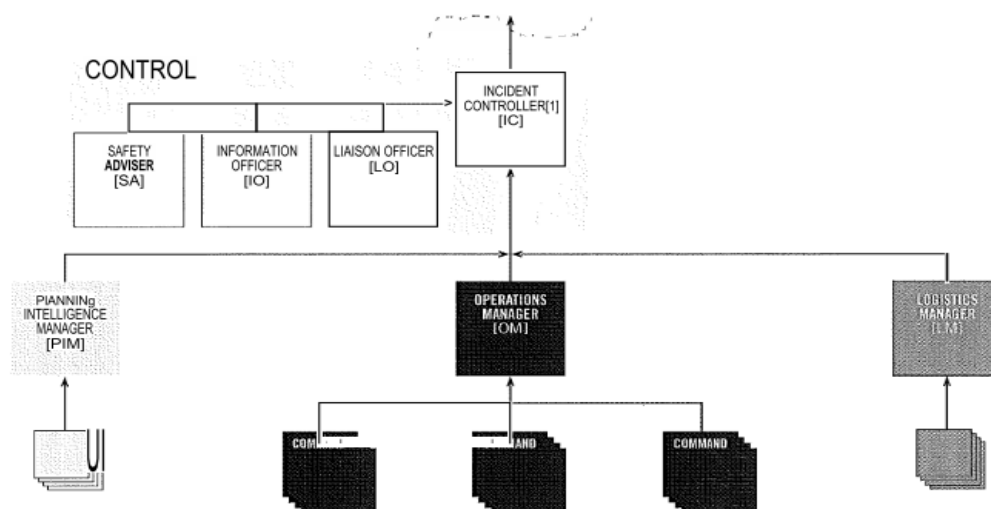 CONTROL
INCIDENT
CONTROLLER[1]
[IC]
SAFETY
ADVISER
[SA]
INFORMATION
OFFICER
[IO]
LIAISON OFFICER
[LO]
PIANNINg
INTELLIGENCE
MANAGER
[PIM]
OPERATIONS
MANAGER
[OM]
LOGISTICS
MANAGER
[LM]
COMMAND